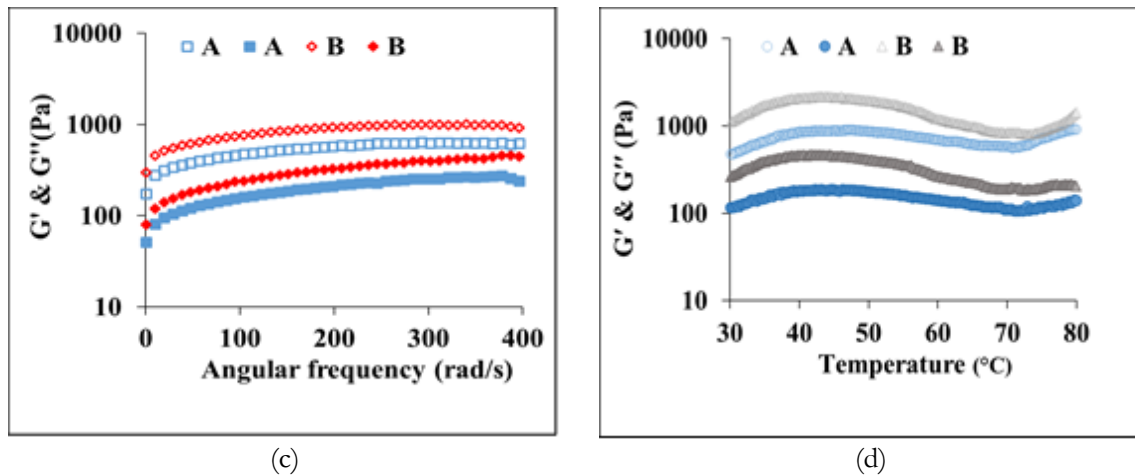 10000
A A B B
1000
100
10
0 100 200 300 400
G' & G''(Pa)
Angular frequency (rad/s)
(c)
10000
A A B B
1000
100
10
30 40 50 60 70 80
G' & G'' (Pa)
Temperature (°C)
(d)